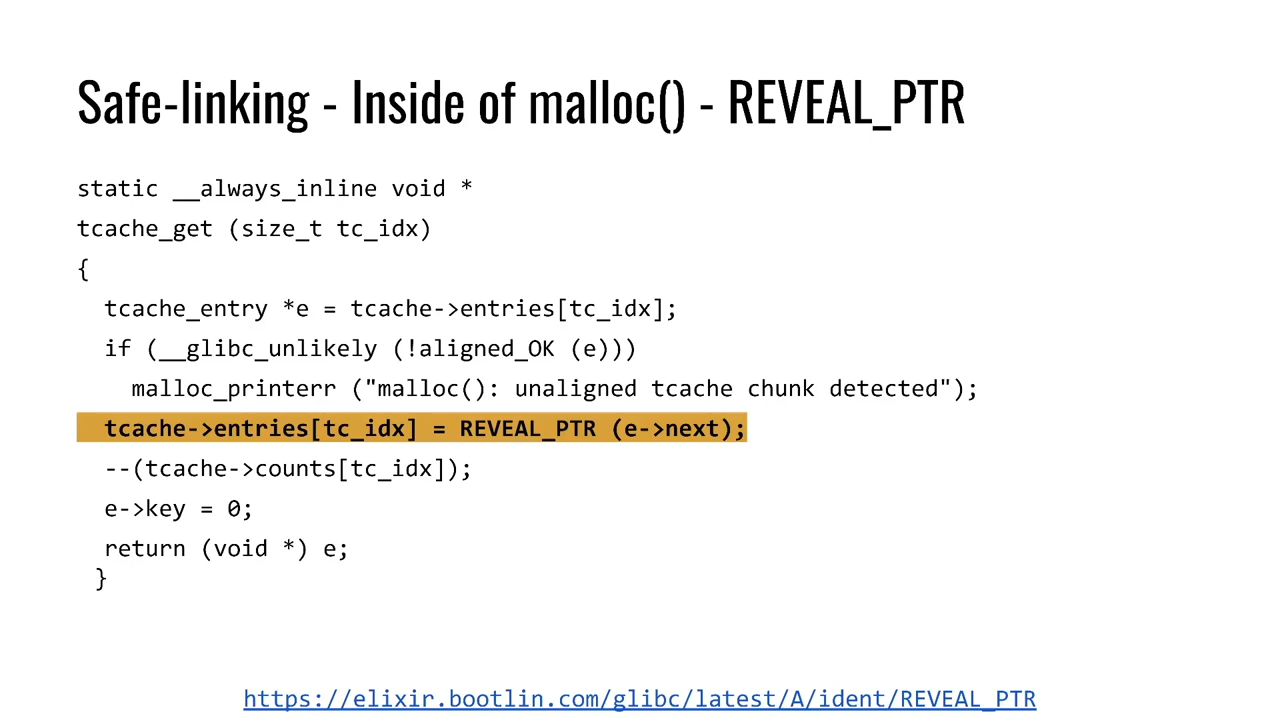 Safe-linking - Inside of malloc() - REVEAL_PTR
static __always_inline void *
tcache_get (size_t tc_idx)
{
  tcache_entry *e = tcache->entries[tc_idx];
  if (__glibc_unlikely (!aligned_OK (e)))
    malloc_printerr ("malloc(): unaligned tcache chunk detected");
  tcache->entries[tc_idx] = REVEAL_PTR (e->next);
  --(tcache->counts[tc_idx]);
  e->key = 0;
  return (void *) e;
}
https://elixir.bootlin.com/glibc/latest/A/ident/REVEAL_PTR